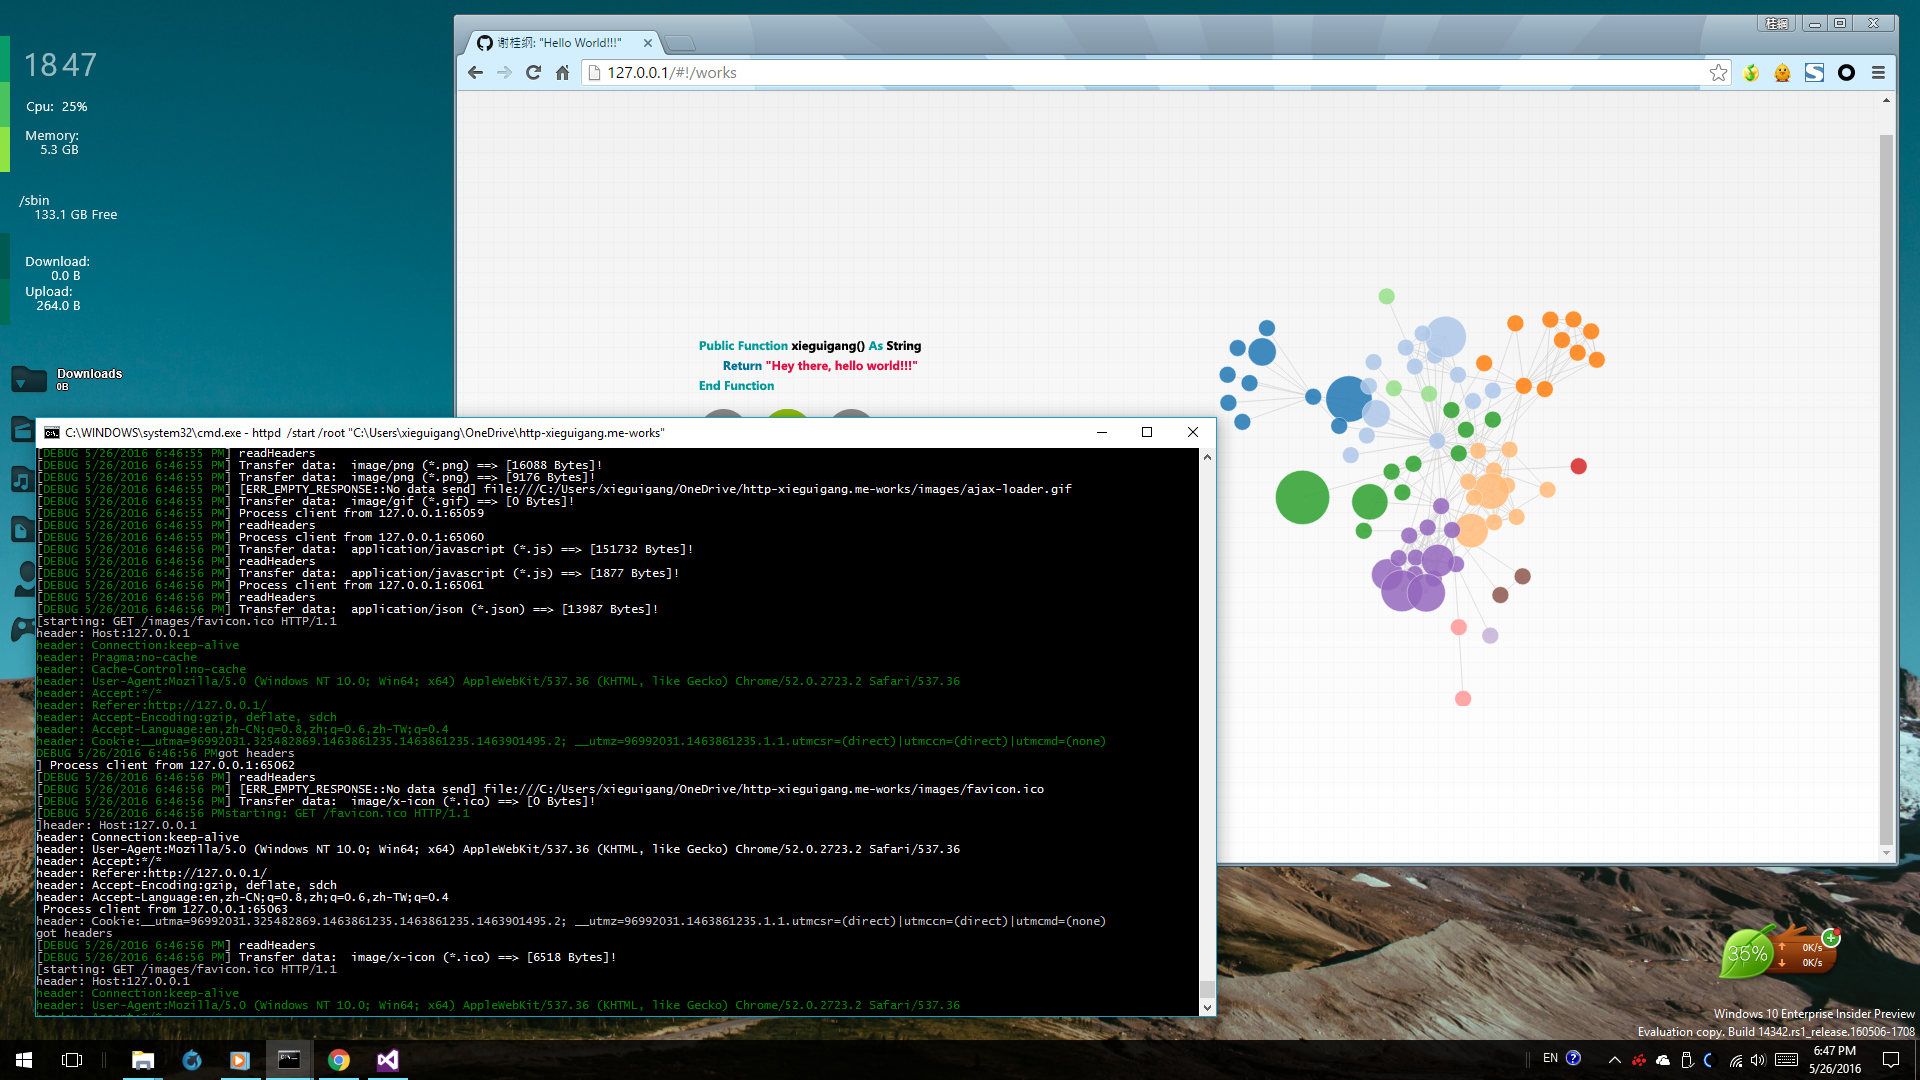 18 47
Cpu: 25%
Memory:
5.3 GB
/sbin
133.1 GB Free
Download:
0.0 B
Upload:
264.0 B
Downloads
0B
谢桂纲: "Hello World!!!"
桂綱
127.0.0.1/#!/works
Public Function xieguigang() As String
Return "Hey there, hello world!!!"
End Function
C:\WINDOWS\system32\cmd.exe - httpd /start /root "C:\Users\xieguigang\OneDrive\http-xieguigang.me-works"
[DEBUG 5/26/2016 6:46:55 PM] readHeaders
[DEBUG 5/26/2016 6:46:55 PM] Transfer data:  image/png (*.png) ==> [16088 Bytes]!
[DEBUG 5/26/2016 6:46:55 PM] Transfer data:  image/png (*.png) ==> [9176 Bytes]!
[DEBUG 5/26/2016 6:46:55 PM] [ERR_EMPTY_RESPONSE::No data send] file:///C:/Users/xieguigang/OneDrive/http-xieguigang.me-works/images/ajax-loader.gif
[DEBUG 5/26/2016 6:46:55 PM] Transfer data:  image/gif (*.gif) ==> [0 Bytes]!
[DEBUG 5/26/2016 6:46:55 PM] Process client from 127.0.0.1:65059
[DEBUG 5/26/2016 6:46:55 PM] readHeaders
[DEBUG 5/26/2016 6:46:56 PM] Process client from 127.0.0.1:65060
[DEBUG 5/26/2016 6:46:56 PM] Transfer data:  application/javascript (*.js) ==> [151732 Bytes]!
[DEBUG 5/26/2016 6:46:56 PM] readHeaders
[DEBUG 5/26/2016 6:46:56 PM] Transfer data:  application/javascript (*.js) ==> [1877 Bytes]!
[DEBUG 5/26/2016 6:46:56 PM] Process client from 127.0.0.1:65061
[DEBUG 5/26/2016 6:46:56 PM] readHeaders
[DEBUG 5/26/2016 6:46:56 PM] Transfer data:  application/json (*.json) ==> [13987 Bytes]!
[starting: GET /images/favicon.ico HTTP/1.1
header: Host:127.0.0.1
header: Connection:keep-alive
header: Pragma:no-cache
header: Cache-Control:no-cache
header: User-Agent:Mozilla/5.0 (Windows NT 10.0; Win64; x64) AppleWebKit/537.36 (KHTML, like Gecko) Chrome/52.0.2723.2 Safari/537.36
header: Accept:*/*
header: Referer:http://127.0.0.1/
header: Accept-Encoding:gzip, deflate, sdch
header: Accept-Language:en,zh-CN;q=0.8,zh;q=0.6,zh-TW;q=0.4
header: Cookie:__utma=96992031.325482869.1463861235.1463861235.1463901495.2; __utmz=96992031.1463861235.1.1.utmcsr=(direct)|utmccn=(direct)|utmcmd=(none)
DEBUG 5/26/2016 6:46:56 PMgot headers
] Process client from 127.0.0.1:65062
[DEBUG 5/26/2016 6:46:56 PM] readHeaders
[DEBUG 5/26/2016 6:46:56 PM] [ERR_EMPTY_RESPONSE::No data send] file:///C:/Users/xieguigang/OneDrive/http-xieguigang.me-works/images/favicon.ico
[DEBUG 5/26/2016 6:46:56 PM] Transfer data:  image/x-icon (*.ico) ==> [0 Bytes]!
[DEBUG 5/26/2016 6:46:56 PMstarting: GET /favicon.ico HTTP/1.1
]header: Host:127.0.0.1
header: Connection:keep-alive
header: User-Agent:Mozilla/5.0 (Windows NT 10.0; Win64; x64) AppleWebKit/537.36 (KHTML, like Gecko) Chrome/52.0.2723.2 Safari/537.36
header: Accept:*/*
header: Referer:http://127.0.0.1/
header: Accept-Encoding:gzip, deflate, sdch
header: Accept-Language:en,zh-CN;q=0.8,zh;q=0.6,zh-TW;q=0.4
Process client from 127.0.0.1:65063
header: Cookie:__utma=96992031.325482869.1463861235.1463861235.1463901495.2; __utmz=96992031.1463861235.1.1.utmcsr=(direct)|utmccn=(direct)|utmcmd=(none)
got headers
[DEBUG 5/26/2016 6:46:56 PM] readHeaders
[DEBUG 5/26/2016 6:46:56 PM] Transfer data:  image/x-icon (*.ico) ==> [6518 Bytes]!
[starting: GET /images/favicon.ico HTTP/1.1
header: Host:127.0.0.1
header: Connection:keep-alive
header: User-Agent:Mozilla/5.0 (Windows NT 10.0; Win64; x64) AppleWebKit/537.36 (KHTML, like Gecko) Chrome/52.0.2723.2 Safari/537.36
header: Accept:*/*
35%
0K/s
0K/s
Windows 10 Enterprise Insider Preview
Evaluation copy. Build 14342.rs1_release.160506-1708
EN
6:47 PM
5/26/2016